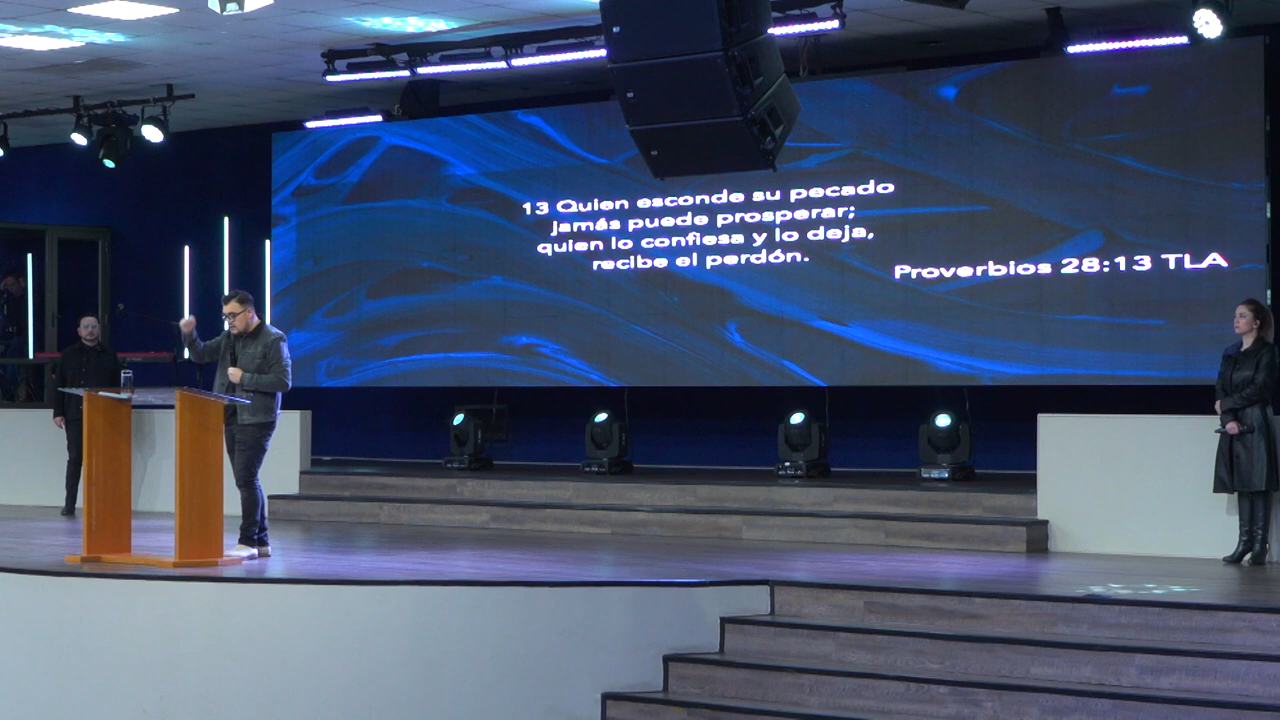 13 Quien esconde su pecado
jamás puede prosperar;
quien lo confiesa y lo deja,
recibe el perdón.
Proverbios 28:13 TLA